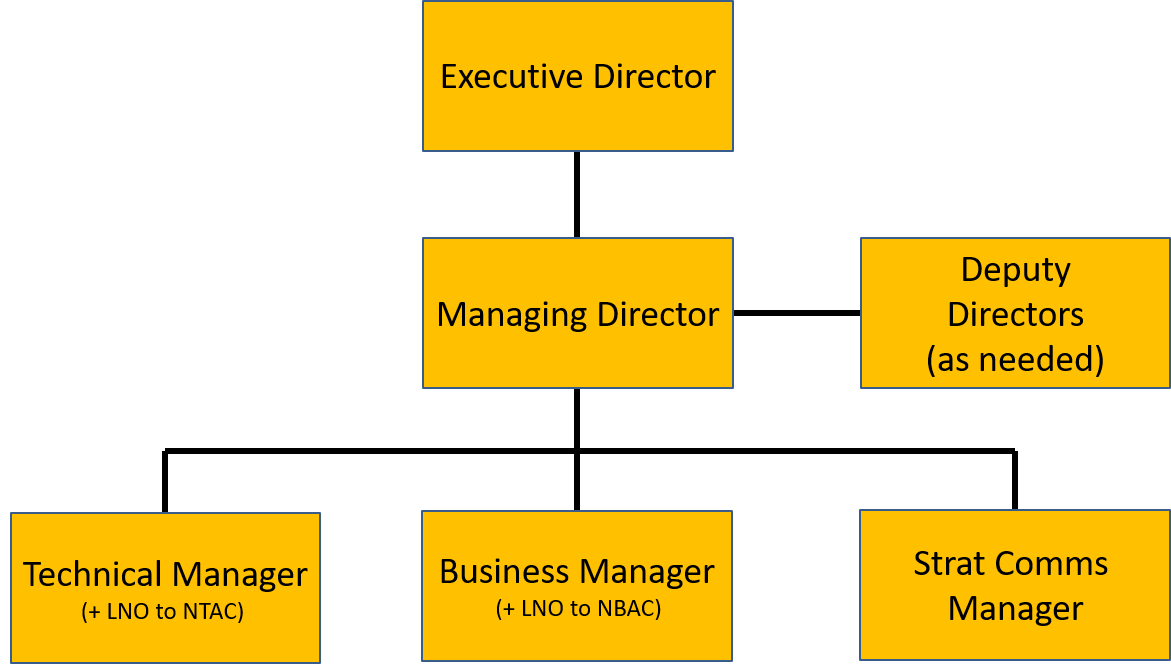 Executive Director
Managing Director
Deputy
Directors
(as needed)
Technical Manager
(+ LNO to NTAC)
Business Manager
(+ LNO to NBAC)
Strat Comms
Manager